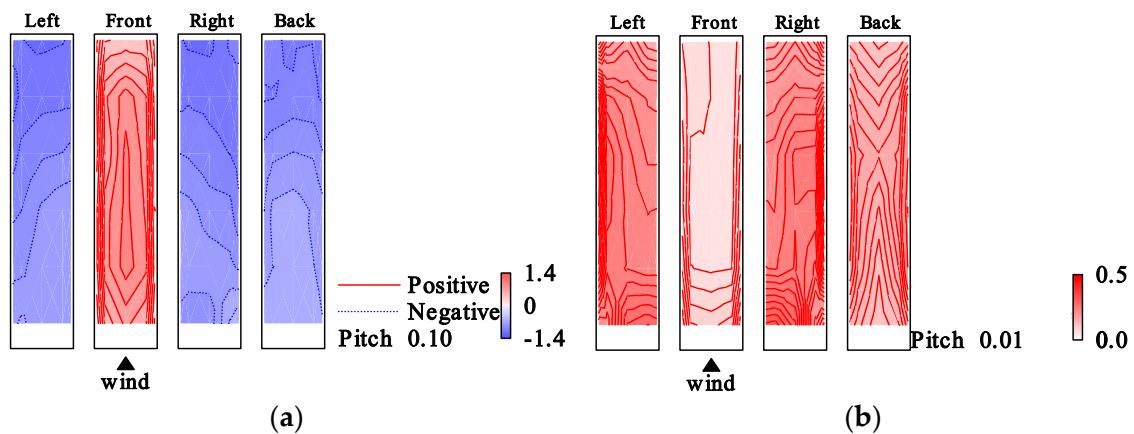 Left Front Right Back
Positive
Negative
Pitch 0.10
1.4
0
-1.4
wind
(a)
Left Front Right Back
Pitch 0.01
0.5
0.0
wind
(b)